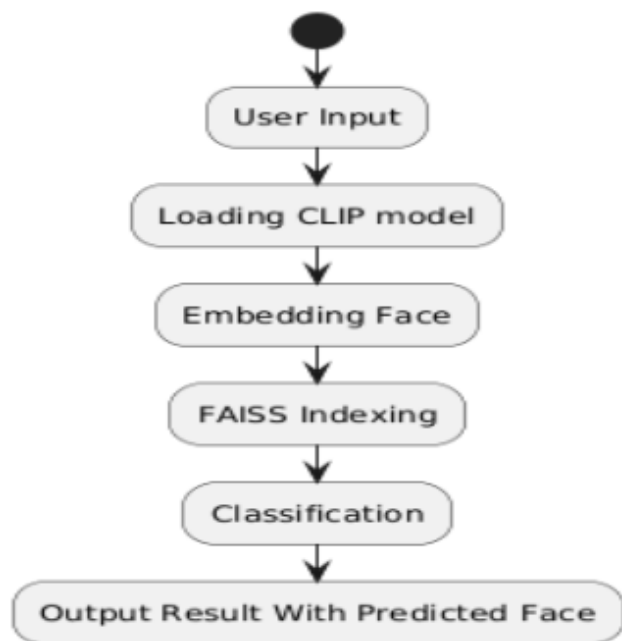 User Input
Loading CLIP model
Embedding Face
FAISS Indexing
Classification
Output Result With Predicted Face